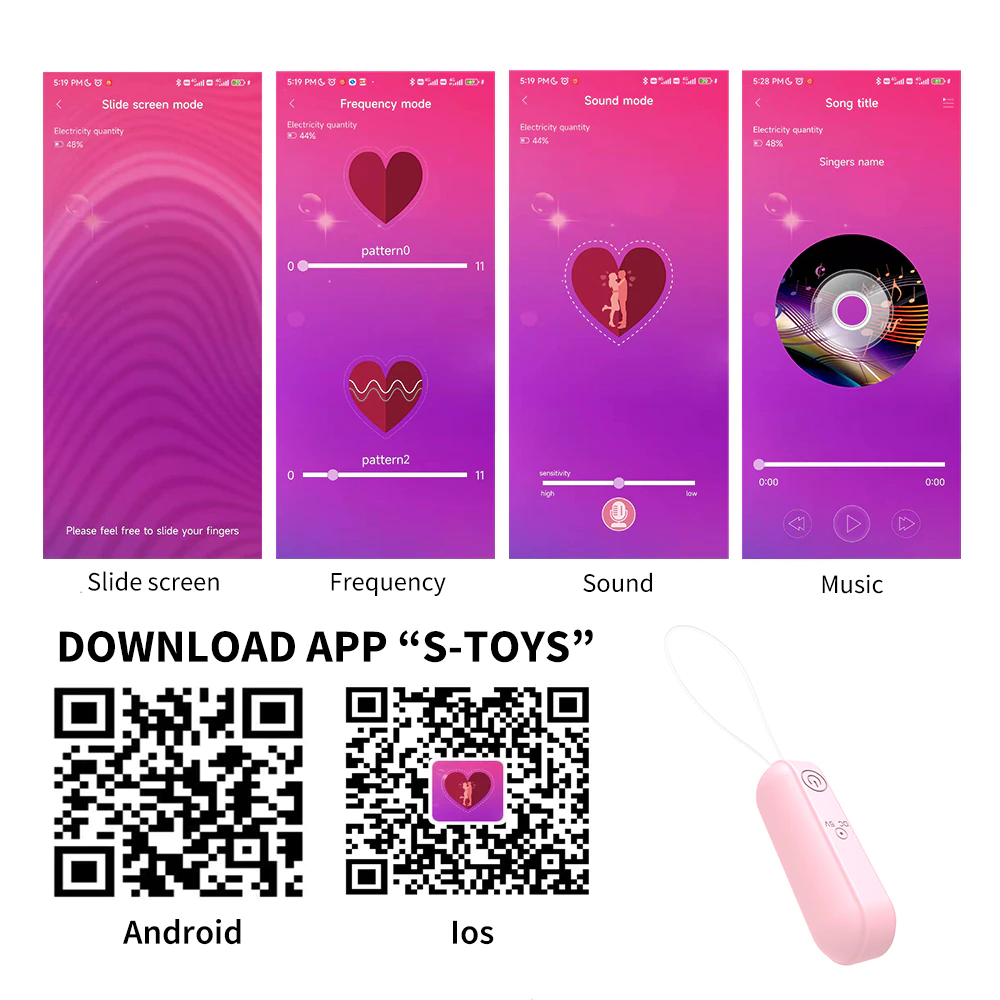 5:19 PM
Slide screen mode
Electricity quantity
48%
Please feel free to slide your fingers
5:19 PM
Frequency mode
Electricity quantity
44%
pattern0
0 11
pattern2
0 11
5:19 PM
Sound mode
Electricity quantity
44%
sensitivity
high low
5:28 PM
Song title
Electricity quantity
48%
Singers name
0:00 0:00
Slide screen
Frequency
Sound
Music
DOWNLOAD APP “S-TOYS”
Android
Ios
DC 5V